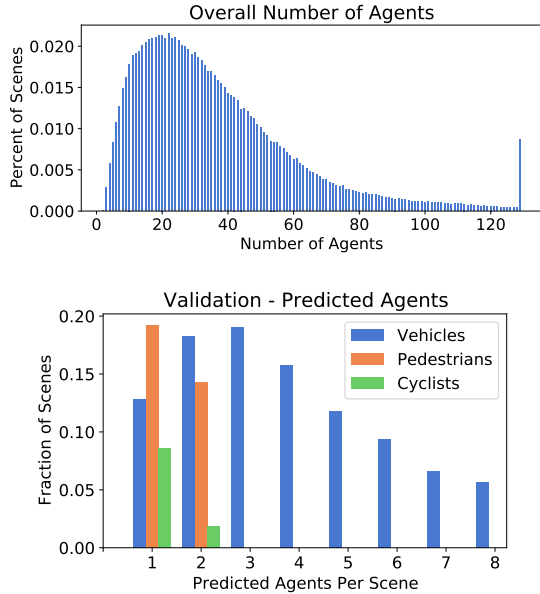 Overall Number of Agents
Percent of Scenes
0.020
0.015
0.010
0.005
0.000
0 20 40 60 80 100 120
Number of Agents
Validation - Predicted Agents
Fraction of Scenes
0.20
0.15
0.10
0.05
0.00
Vehicles
Pedestrians
Cyclists
1 2 3 4 5 6 7 8
Predicted Agents Per Scene